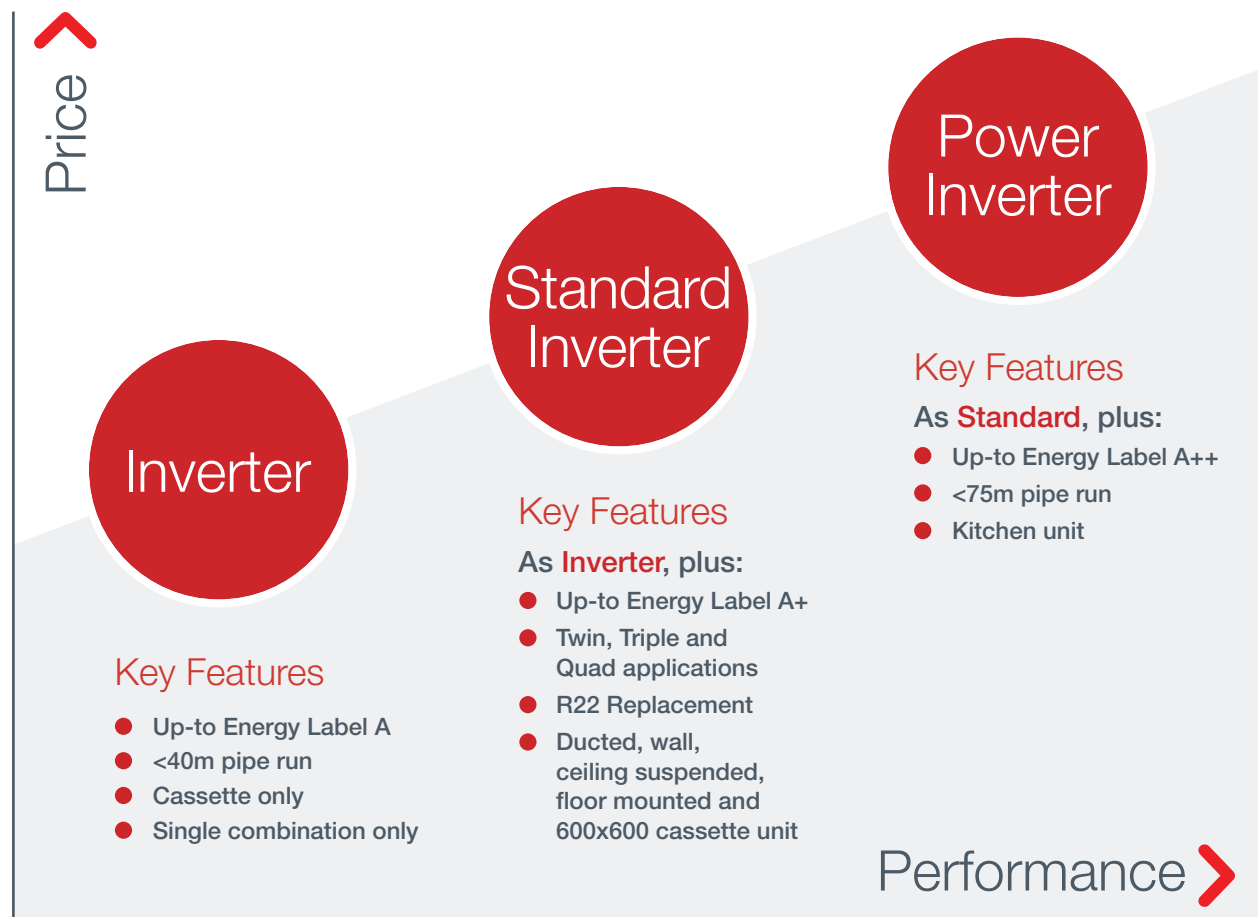 Price
Inverter
Key Features
Up-to Energy Label A
<40m pipe run
Cassette only
Single combination only
Standard
Inverter
Key Features
As Inverter, plus:
Up-to Energy Label A+
Twin, Triple and
Quad applications
R22 Replacement
Ducted, wall,
ceiling suspended,
floor mounted and
600x600 cassette unit
Power
Inverter
Key Features
As Standard, plus:
Up-to Energy Label A++
<75m pipe run
Kitchen unit
Performance